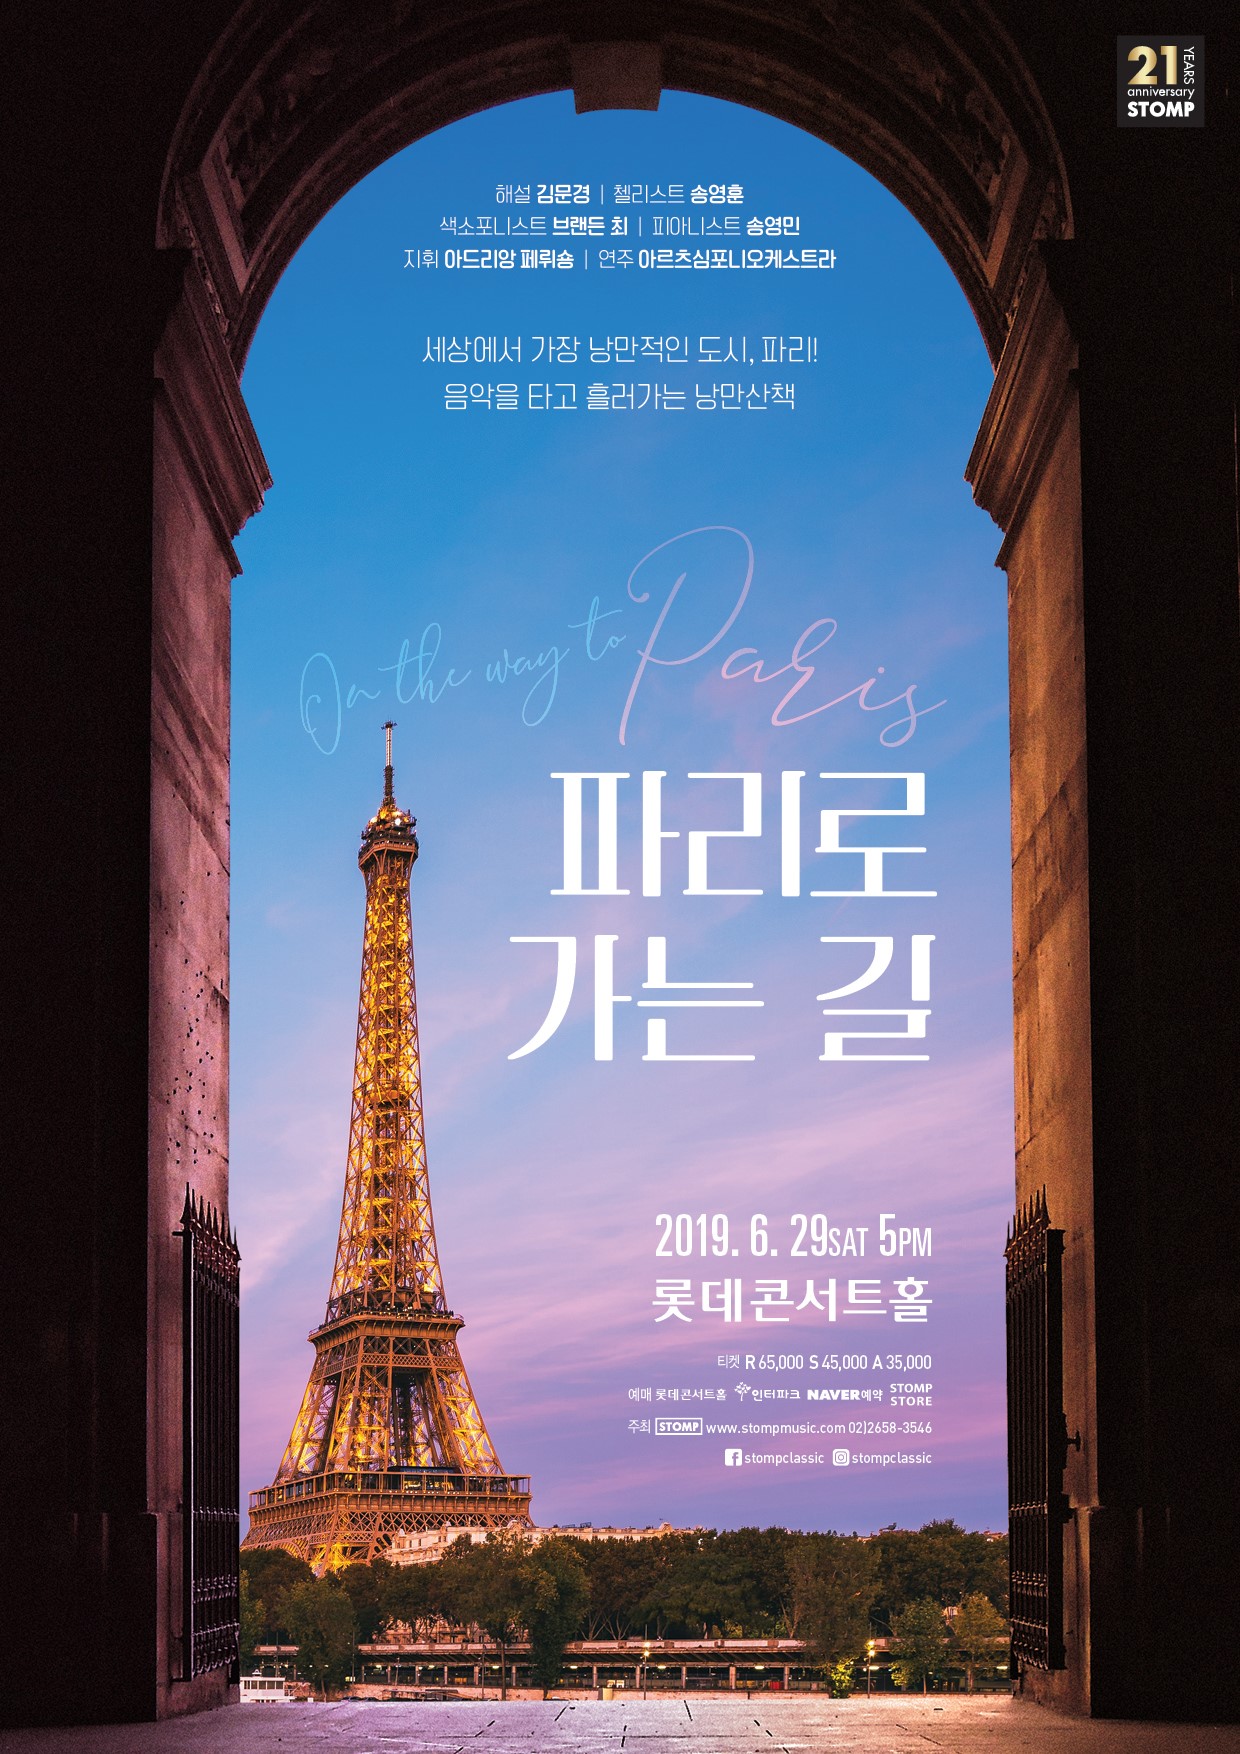 21 YEARS
anniversary
STOMP
해설 김문경 | 첼리스트 송영훈
색소포니스트 브랜든 최 | 피아니스트 송영민
지휘 아드리앙 페뤼숑 | 연주 아르츠심포니오케스트라
세상에서 가장 낭만적인 도시, 파리!
음악을 타고 흘러가는 낭만산책
On the way to Paris
파리로
가는 길
2019. 6. 29SAT 5PM
롯데콘서트홀
티켓 R 65,000 S 45,000 A 35,000
예매 롯데콘서트홀 인터파크 NAVER예약 STOMP STORE
주최 STOMP www.stompmusic.com 02)2658-3546
stompclassic stompclassic